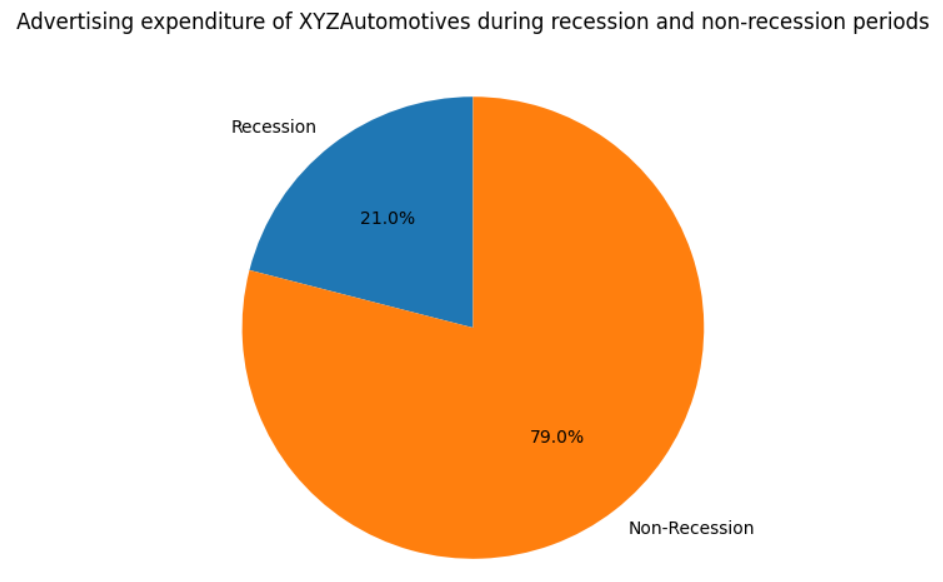 Advertising expenditure of XYZAutomotives during recession and non-recession periods
Recession
21.0%
79.0%
Non-Recession